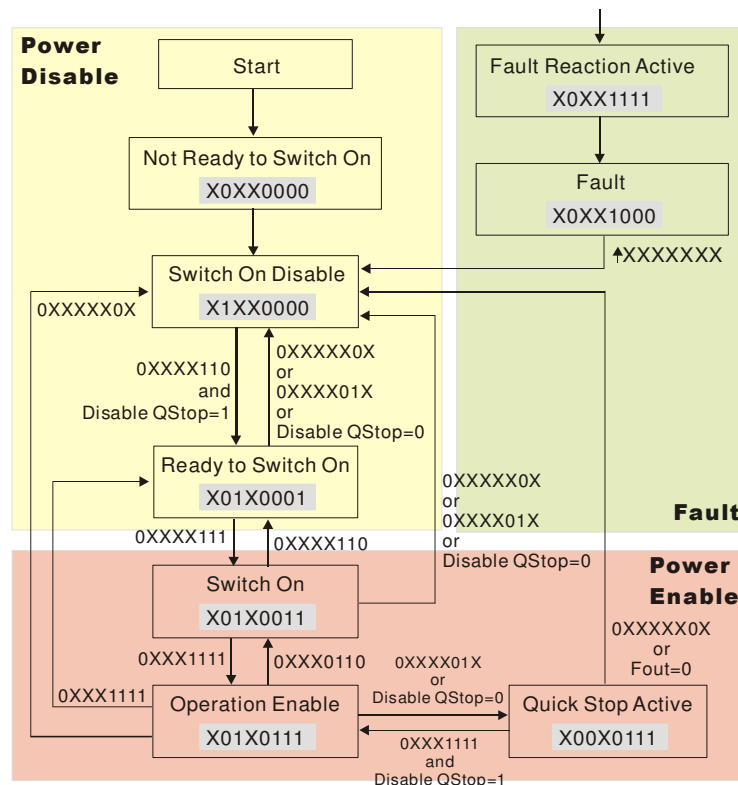 Power
Disable
Start
Not Ready to Switch On
X0XX0000
Switch On Disable
X1XX0000
0XXXXX0X
0XXXX110
and
Disable QStop=1
0XXXXX0X
or
0XXXX01X
or
Disable QStop=0
Ready to Switch On
X01X0001
0XXXX111
0XXXX110
Fault Reaction Active
X0XX1111
Fault
X0XX1000
XXXXXXX
Fault
0XXXXX0X
or
0XXXX01X
or
Disable QStop=0
Power
Enable
Switch On
X01X0011
0XXX1111
0XXX0110
0XXX1111
Operation Enable
X01X0111
0XXXX01X
or
Disable QStop=0
0XXX1111
and
Disable QStop=1
0XXXXX0X
or
Fout=0
Quick Stop Active
X00X0111